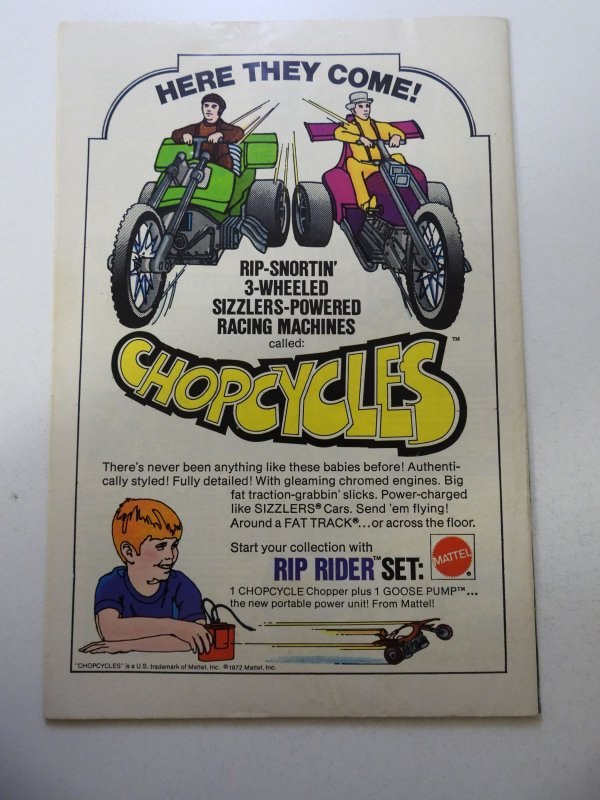 HERE THEY COME!
RIP-SNORTIN'
3-WHEELED
SIZZLERS-POWERED
RACING MACHINES
called:
CHOPCYCLES™
There's never been anything like these babies before! Authenti-
cally styled! Fully detailed! With gleaming chromed engines. Big
fat traction-grabbin' slicks. Power-charged
like SIZZLERS® Cars. Send 'em flying!
Around a FAT TRACK®...or across the floor.
Start your collection with
RIP RIDER™ SET:
MATTEL®
1 CHOPCYCLE Chopper plus 1 GOOSE PUMP™...
the new portable power unit! From Mattel!
"CHOPCYCLES" is a U.S. trademark of Mattel, Inc. ©1972 Mattel, Inc.